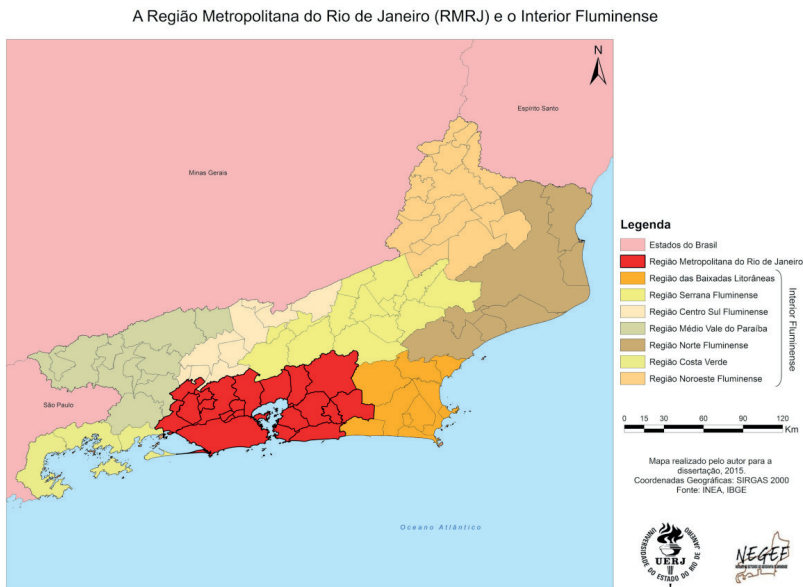 A Região Metropolitana do Rio de Janeiro (RMRJ) e o Interior Fluminense
N
Espírito Santo
Minas Gerais
São Paulo
Oceano Atlântico
Legenda
Estados do Brasil
Região Metropolitana do Rio de Janeiro
Região das Baixadas Litorâneas
Região Serrana Fluminense
Região Centro Sul Fluminense
Região Médio Vale do Paraíba
Região Norte Fluminense
Região Costa Verde
Região Noroeste Fluminense
Interior Fluminense
0 15 30 60 90 120
Km
Mapa realizado pelo autor para a
dissertação, 2015.
Coordenadas Geográficas: SIRGAS 2000
Fonte: INEA, IBGE
UNIVERSIDADE DO ESTADO DO RIO DE JANEIRO
UERJ
NEGEF